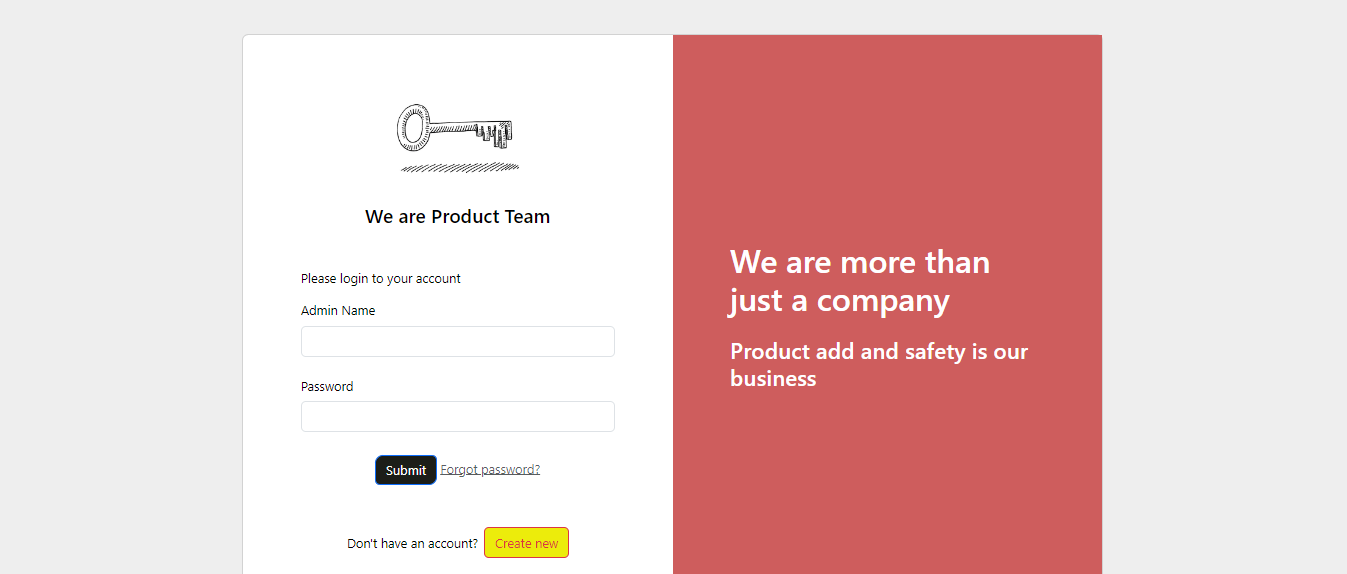 We are Product Team
Please login to your account
Admin Name
Password
Submit Forgot password?
Don't have an account? Create new
We are more than
just a company
Product add and safety is our
business